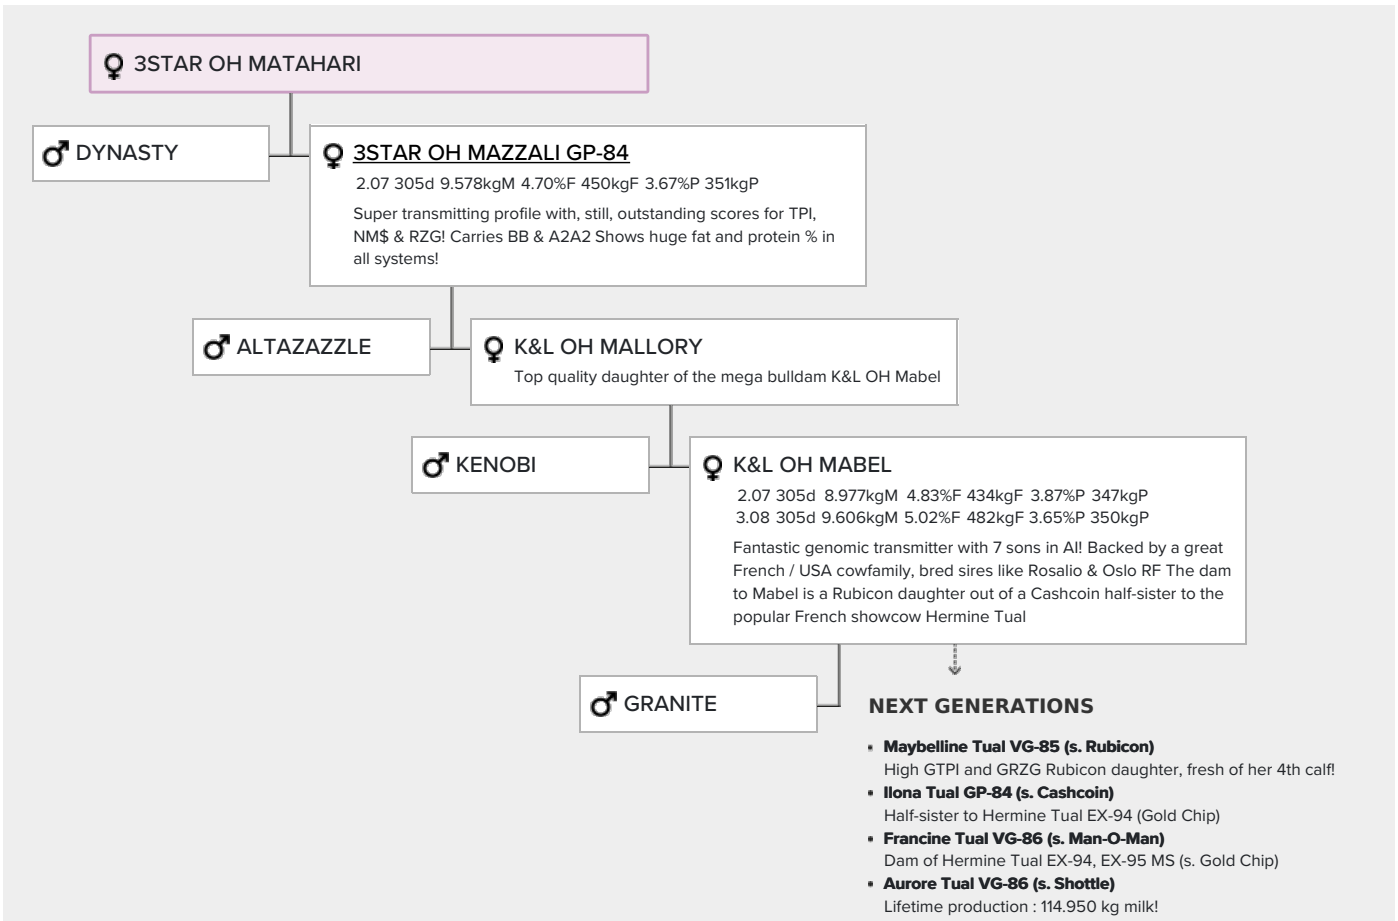 3STAR OH MATAHARI
DYNASTY
3STAR OH MAZZALI GP-84
2.07 305d 9.578kgM 4.70%F 450kgF 3.67%P 351kgP
Super transmitting profile with, still, outstanding scores for TPI,
NM$ & RZG! Carries BB & A2A2 Shows huge fat and protein % in
all systems!
ALTAZAZZLE
K&L OH MALLORY
Top quality daughter of the mega bulldam K&L OH Mabel
KENOBI
K&L OH MABEL
2.07 305d 8.977kgM 4.83%F 434kgF 3.87%P 347kgP
3.08 305d 9.606kgM 5.02%F 482kgF 3.65%P 350kgP
Fantastic genomic transmitter with 7 sons in AI! Backed by a great
French / USA cowfamily, bred sires like Rosalio & Oslo RF The dam
to Mabel is a Rubicon daughter out of a Cashcoin half-sister to the
popular French showcow Hermine Tual
GRANITE
NEXT GENERATIONS
• Maybelline Tual VG-85 (s. Rubicon)
High GTPI and GRZG Rubicon daughter, fresh of her 4th calf!
• Ilona Tual GP-84 (s. Cashcoin)
Half-sister to Hermine Tual EX-94 (Gold Chip)
• Francine Tual VG-86 (s. Man-O-Man)
Dam of Hermine Tual EX-94, EX-95 MS (s. Gold Chip)
• Aurore Tual VG-86 (s. Shottle)
Lifetime production : 114.950 kg milk!